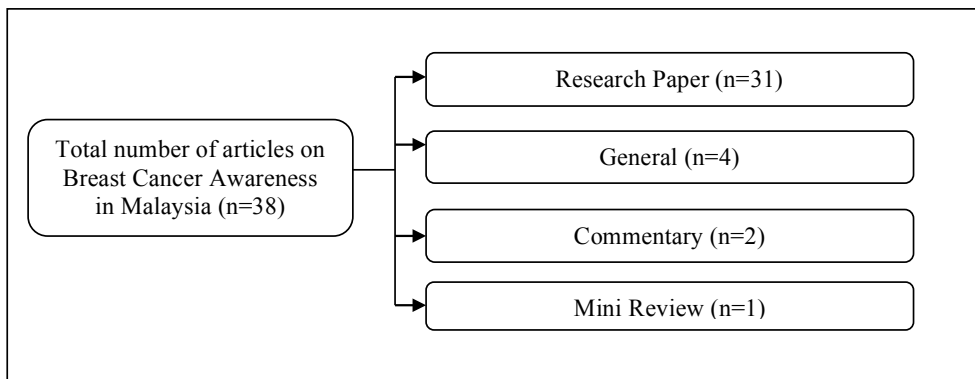 Total number of articles on
Breast Cancer Awareness
in Malaysia (n=38)
Research Paper (n=31)
General (n=4)
Commentary (n=2)
Mini Review (n=1)